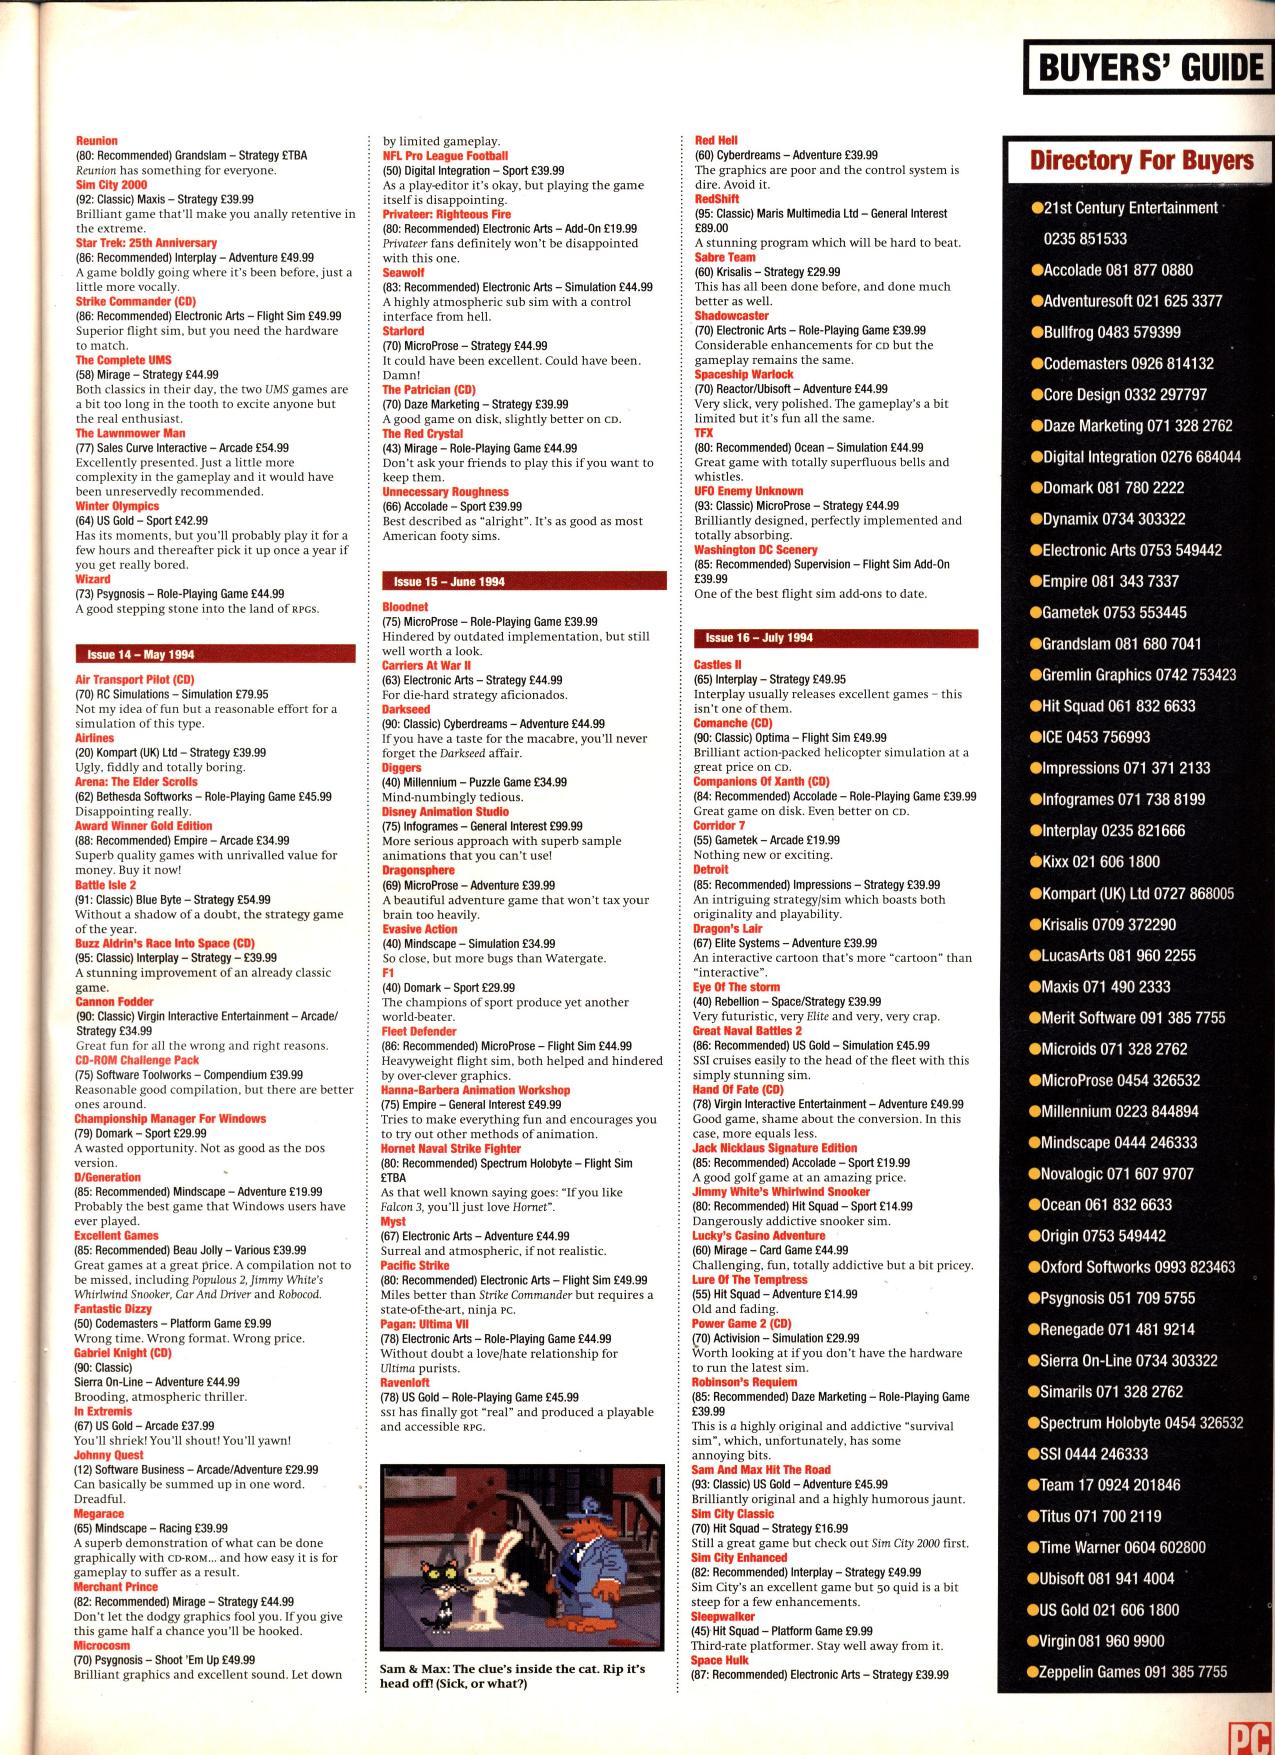 BUYERS' GUIDE
Reunion
(80: Recommended) Grandslam – Strategy £TBA
Reunion has something for everyone.
Sim City 2000
(92: Classic) Maxis – Strategy £39.99
Brilliant game that'll make you anally retentive in
the extreme.
Star Trek: 25th Anniversary
(86: Recommended) Interplay – Adventure £49.99
A game boldly going where it's been before, just a
little more vocally.
Strike Commander (CD)
(86: Recommended) Electronic Arts – Flight Sim £49.99
Superior flight sim, but you need the hardware
to match.
The Complete UMS
(58) Mirage – Strategy £44.99
Both classics in their day, the two UMS games are
a bit too long in the tooth to excite anyone but
the real enthusiast.
The Lawnmower Man
(77) Sales Curve Interactive – Arcade £54.99
Excellently presented. Just a little more
complexity in the gameplay and it would have
been unreservedly recommended.
Winter Olympics
(64) US Gold – Sport £42.99
Has its moments, but you'll probably play it for a
few hours and thereafter pick it up once a year if
you get really bored.
Wizard
(73) Psygnosis – Role-Playing Game £44.99
A good stepping stone into the land of RPGs.
Issue 14 – May 1994
Air Transport Pilot (CD)
(70) RC Simulations – Simulation £79.95
Not my idea of fun but a reasonable effort for a
simulation of this type.
Airlines
(20) Kompart (UK) Ltd – Strategy £39.99
Ugly, fiddly and totally boring.
Arena: The Elder Scrolls
(62) Bethesda Softworks – Role-Playing Game £45.99
Disappointing really.
Award Winner Gold Edition
(88: Recommended) Empire – Arcade £34.99
Superb quality games with unrivalled value for
money. Buy it now!
Battle Isle 2
(91: Classic) Blue Byte – Strategy £54.99
Without a shadow of a doubt, the strategy game
of the year.
Buzz Aldrin's Race Into Space (CD)
(95: Classic) Interplay – Strategy – £39.99
A stunning improvement of an already classic
game.
Cannon Fodder
(90: Classic) Virgin Interactive Entertainment – Arcade/
Strategy £34.99
Great fun for all the wrong and right reasons.
CD-ROM Challenge Pack
(75) Software Toolworks – Compendium £39.99
Reasonable good compilation, but there are better
ones around.
Championship Manager For Windows
(79) Domark – Sport £29.99
A wasted opportunity. Not as good as the DOS
version.
D/Generation
(85: Recommended) Mindscape – Adventure £19.99
Probably the best game that Windows users have
ever played.
Excellent Games
(85: Recommended) Beau Jolly – Various £39.99
Great games at a great price. A compilation not to
be missed, including Populous 2, Jimmy White's
Whirlwind Snooker, Car And Driver and Robocod.
Fantastic Dizzy
(50) Codemasters – Platform Game £9.99
Wrong time. Wrong format. Wrong price.
Gabriel Knight (CD)
(90: Classic)
Sierra On-Line – Adventure £44.99
Brooding, atmospheric thriller.
In Extremis
(67) US Gold – Arcade £37.99
You'll shriek! You'll shout! You'll yawn!
Johnny Quest
(12) Software Business – Arcade/Adventure £29.99
Can basically be summed up in one word.
Dreadful.
Megarace
(65) Mindscape – Racing £39.99
A superb demonstration of what can be done
graphically with CD-ROM... and how easy it is for
gameplay to suffer as a result.
Merchant Prince
(82: Recommended) Mirage – Strategy £44.99
Don't let the dodgy graphics fool you. If you give
this game half a chance you'll be hooked.
Microcosm
(70) Psygnosis – Shoot 'Em Up £49.99
Brilliant graphics and excellent sound. Let down
by limited gameplay.
NFL Pro League Football
(50) Digital Integration – Sport £39.99
As a play-editor it's okay, but playing the game
itself is disappointing.
Privateer: Righteous Fire
(80: Recommended) Electronic Arts – Add-On £19.99
Privateer fans definitely won't be disappointed
with this one.
Seawolf
(83: Recommended) Electronic Arts – Simulation £44.99
A highly atmospheric sub sim with a control
interface from hell.
Starlord
(70) MicroProse – Strategy £44.99
It could have been excellent. Could have been.
Damn!
The Patrician (CD)
(70) Daze Marketing – Strategy £39.99
A good game on disk, slightly better on CD.
The Red Crystal
(43) Mirage – Role-Playing Game £44.99
Don't ask your friends to play this if you want to
keep them.
Unnecessary Roughness
(66) Accolade – Sport £39.99
Best described as "alright". It's as good as most
American footy sims.
Issue 15 – June 1994
Bloodnet
(75) MicroProse – Role-Playing Game £39.99
Hindered by outdated implementation, but still
well worth a look.
Carriers At War II
(63) Electronic Arts – Strategy £44.99
For die-hard strategy aficionados.
Darkseed
(90: Classic) Cyberdreams – Adventure £44.99
If you have a taste for the macabre, you'll never
forget the Darkseed affair.
Diggers
(40) Millennium – Puzzle Game £34.99
Mind-numbingly tedious.
Disney Animation Studio
(75) Infogrames – General Interest £99.99
More serious approach with superb sample
animations that you can't use!
Dragonsphere
(69) MicroProse – Adventure £39.99
A beautiful adventure game that won't tax your
brain too heavily.
Evasive Action
(40) Mindscape – Simulation £34.99
So close, but more bugs than Watergate.
F1
(40) Domark – Sport £29.99
The champions of sport produce yet another
world-beater.
Fleet Defender
(86: Recommended) MicroProse – Flight Sim £44.99
Heavyweight flight sim, both helped and hindered
by over-clever graphics.
Hanna-Barbera Animation Workshop
(75) Empire – General Interest £49.99
Tries to make everything fun and encourages you
to try out other methods of animation.
Hornet Naval Strike Fighter
(80: Recommended) Spectrum Holobyte – Flight Sim
£TBA
As that well known saying goes: "If you like
Falcon 3, you'll just love Hornet".
Myst
(67) Electronic Arts – Adventure £44.99
Surreal and atmospheric, if not realistic.
Pacific Strike
(80: Recommended) Electronic Arts – Flight Sim £49.99
Miles better than Strike Commander but requires a
state-of-the-art, ninja PC.
Pagan: Ultima VII
(78) Electronic Arts – Role-Playing Game £44.99
Without doubt a love/hate relationship for
Ultima purists.
Ravenloft
(78) US Gold – Role-Playing Game £45.99
SSI has finally got "real" and produced a playable
and accessible RPG.
Sam & Max: The clue's inside the cat. Rip it's
head off! (Sick, or what?)
Red Hell
(60) Cyberdreams – Adventure £39.99
The graphics are poor and the control system is
dire. Avoid it.
RedShift
(95: Classic) Maris Multimedia Ltd – General Interest
£89.00
A stunning program which will be hard to beat.
Sabre Team
(60) Krisalis – Strategy £29.99
This has all been done before, and done much
better as well.
Shadowcaster
(70) Electronic Arts – Role-Playing Game £39.99
Considerable enhancements for CD but the
gameplay remains the same.
Spaceship Warlock
(70) Reactor/Ubisoft – Adventure £44.99
Very slick, very polished. The gameplay's a bit
limited but it's fun all the same.
TFX
(80: Recommended) Ocean – Simulation £44.99
Great game with totally superfluous bells and
whistles.
UFO Enemy Unknown
(93: Classic) MicroProse – Strategy £44.99
Brilliantly designed, perfectly implemented and
totally absorbing.
Washington DC Scenery
(85: Recommended) Supervision – Flight Sim Add-On
£39.99
One of the best flight sim add-ons to date.
Issue 16 – July 1994
Castles II
(65) Interplay – Strategy £49.95
Interplay usually releases excellent games – this
isn't one of them.
Comanche (CD)
(90: Classic) Optima – Flight Sim £49.99
Brilliant action-packed helicopter simulation at a
great price on CD.
Companions Of Xanth (CD)
(84: Recommended) Accolade – Role-Playing Game £39.99
Great game on disk. Even better on CD.
Corridor 7
(55) Gametek – Arcade £19.99
Nothing new or exciting.
Detroit
(85: Recommended) Impressions – Strategy £39.99
An intriguing strategy/sim which boasts both
originality and playability.
Dragon's Lair
(67) Elite Systems – Adventure £39.99
An interactive cartoon that's more "cartoon" than
"interactive".
Eye Of The storm
(40) Rebellion – Space/Strategy £39.99
Very futuristic, very Elite and very, very crap.
Great Naval Battles 2
(86: Recommended) US Gold – Simulation £45.99
SSI cruises easily to the head of the fleet with this
simply stunning sim.
Hand Of Fate (CD)
(78) Virgin Interactive Entertainment – Adventure £49.99
Good game, shame about the conversion. In this
case, more equals less.
Jack Nicklaus Signature Edition
(85: Recommended) Accolade – Sport £19.99
A good golf game at an amazing price.
Jimmy White's Whirlwind Snooker
(80: Recommended) Hit Squad – Sport £14.99
Dangerously addictive snooker sim.
Lucky's Casino Adventure
(60) Mirage – Card Game £44.99
Challenging, fun, totally addictive but a bit pricey.
Lure Of The Temptress
(55) Hit Squad – Adventure £14.99
Old and fading.
Power Game 2 (CD)
(70) Activision – Simulation £29.99
Worth looking at if you don't have the hardware
to run the latest sim.
Robinson's Requiem
(85: Recommended) Daze Marketing – Role-Playing Game
£39.99
This is a highly original and addictive "survival
sim", which, unfortunately, has some
annoying bits.
Sam And Max Hit The Road
(93: Classic) US Gold – Adventure £45.99
Brilliantly original and a highly humorous jaunt.
Sim City Classic
(70) Hit Squad – Strategy £16.99
Still a great game but check out Sim City 2000 first.
Sim City Enhanced
(82: Recommended) Interplay – Strategy £49.99
Sim City's an excellent game but 50 quid is a bit
steep for a few enhancements.
Sleepwalker
(45) Hit Squad – Platform Game £9.99
Third-rate platformer. Stay well away from it.
Space Hulk
(87: Recommended) Electronic Arts – Strategy £39.99
Directory For Buyers
●21st Century Entertainment
0235 851533
●Accolade 081 877 0880
●Adventuresoft 021 625 3377
●Bullfrog 0483 579399
●Codemasters 0926 814132
●Core Design 0332 297797
●Daze Marketing 071 328 2762
●Digital Integration 0276 684044
●Domark 081 780 2222
●Dynamix 0734 303322
●Electronic Arts 0753 549442
●Empire 081 343 7337
●Gametek 0753 553445
●Grandslam 081 680 7041
●Gremlin Graphics 0742 753423
●Hit Squad 061 832 6633
●ICE 0453 756993
●Impressions 071 371 2133
●Infogrames 071 738 8199
●Interplay 0235 821666
●Kixx 021 606 1800
●Kompart (UK) Ltd 0727 868005
●Krisalis 0709 372290
●LucasArts 081 960 2255
●Maxis 071 490 2333
●Merit Software 091 385 7755
●Microids 071 328 2762
●MicroProse 0454 326532
●Millennium 0223 844894
●Mindscape 0444 246333
●Novalogic 071 607 9707
●Ocean 061 832 6633
●Origin 0753 549442
●Oxford Softworks 0993 823463
●Psygnosis 051 709 5755
●Renegade 071 481 9214
●Sierra On-Line 0734 303322
●Simarils 071 328 2762
●Spectrum Holobyte 0454 326532
●SSI 0444 246333
●Team 17 0924 201846
●Titus 071 700 2119
●Time Warner 0604 602800
●Ubisoft 081 941 4004
●US Gold 021 606 1800
●Virgin 081 960 9900
●Zeppelin Games 091 385 7755
PC